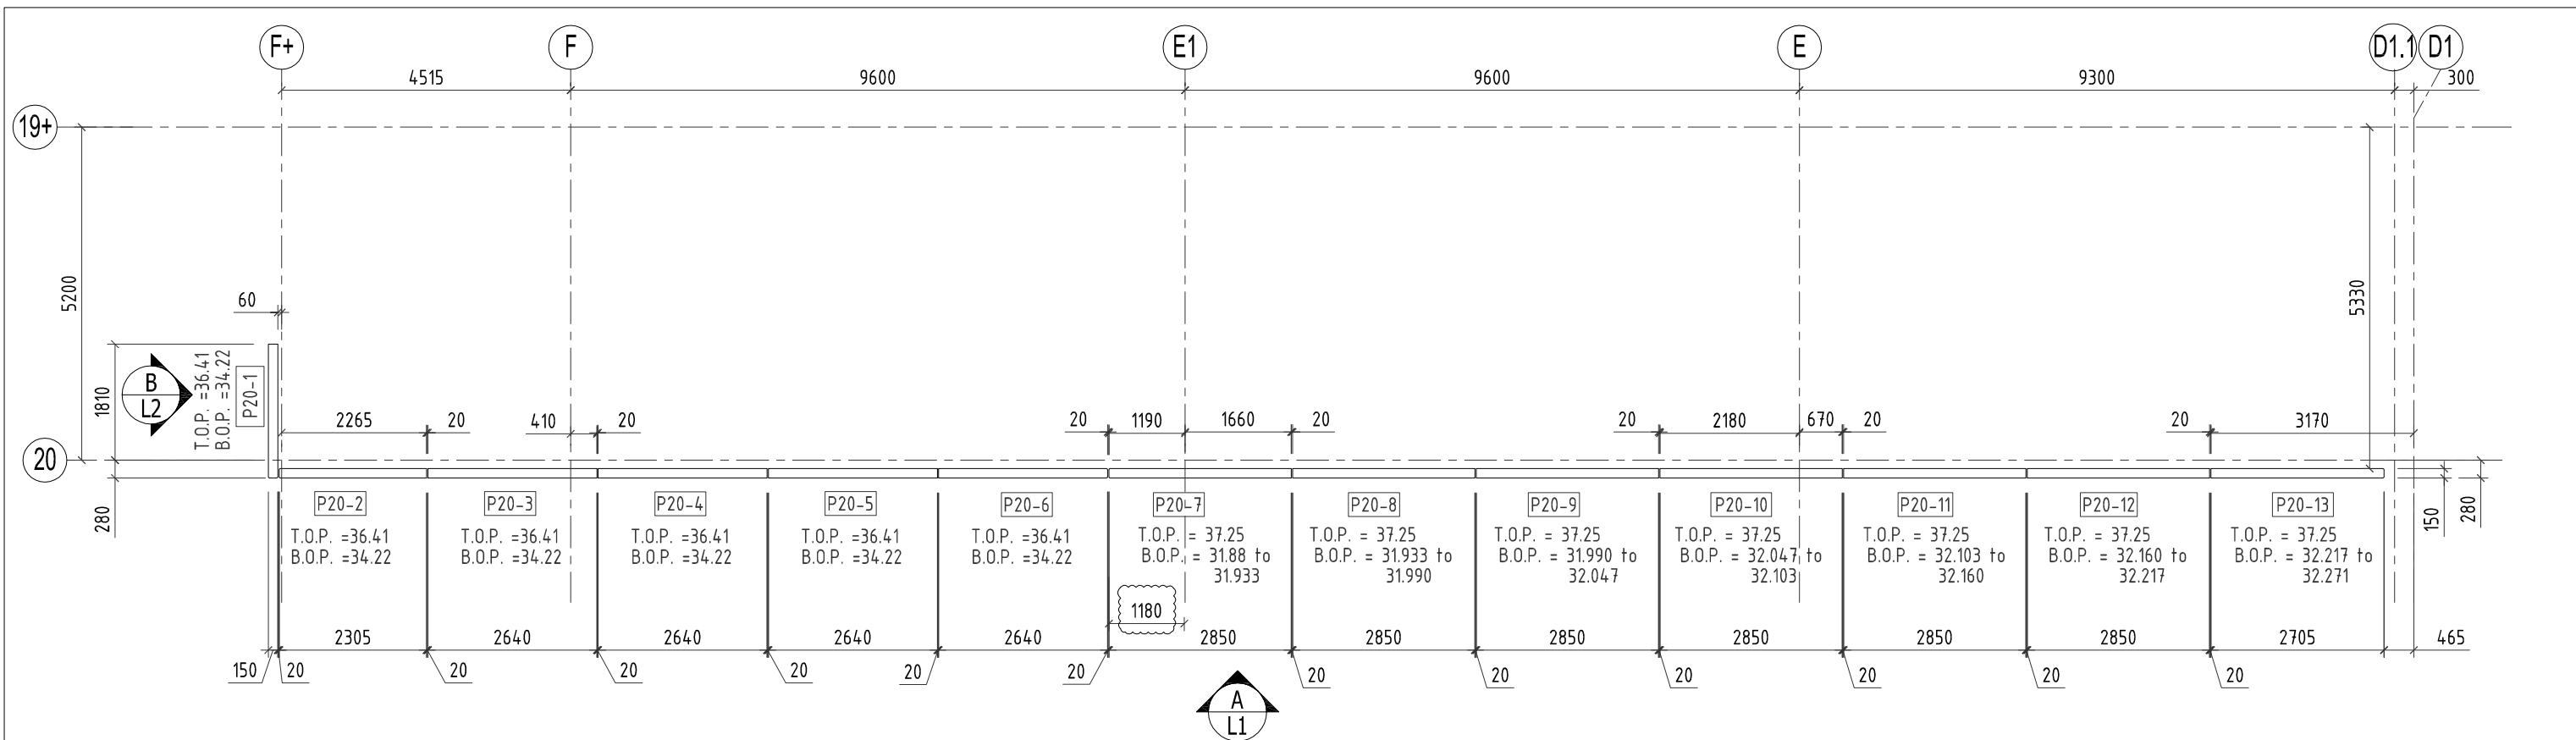 F+
F
E1
E
D1.1
D1
4515
9600
9600
9300
300
19+
5200
5330
60
1810
B
L2
T.O.P. =36.41
B.O.P. =34.22
P20-1
20
280
2265
20
410
20
20
1190
1660
20
20
2180
670
20
20
3170
150
280
P20-2
T.O.P. =36.41
B.O.P. =34.22
P20-3
T.O.P. =36.41
B.O.P. =34.22
P20-4
T.O.P. =36.41
B.O.P. =34.22
P20-5
T.O.P. =36.41
B.O.P. =34.22
P20-6
T.O.P. =36.41
B.O.P. =34.22
P20-7
T.O.P. = 37.25
B.O.P. = 31.88 to
31.933
P20-8
T.O.P. = 37.25
B.O.P. = 31.933 to
31.990
P20-9
T.O.P. = 37.25
B.O.P. = 31.990 to
32.047
P20-10
T.O.P. = 37.25
B.O.P. = 32.047 to
32.103
P20-11
T.O.P. = 37.25
B.O.P. = 32.103 to
32.160
P20-12
T.O.P. = 37.25
B.O.P. = 32.160 to
32.217
P20-13
T.O.P. = 37.25
B.O.P. = 32.217 to
32.271
1180
2305
2640
2640
2640
2640
2850
2850
2850
2850
2850
2850
2705
465
150
20
20
20
20
20
20
20
20
20
20
20
20
A
L1